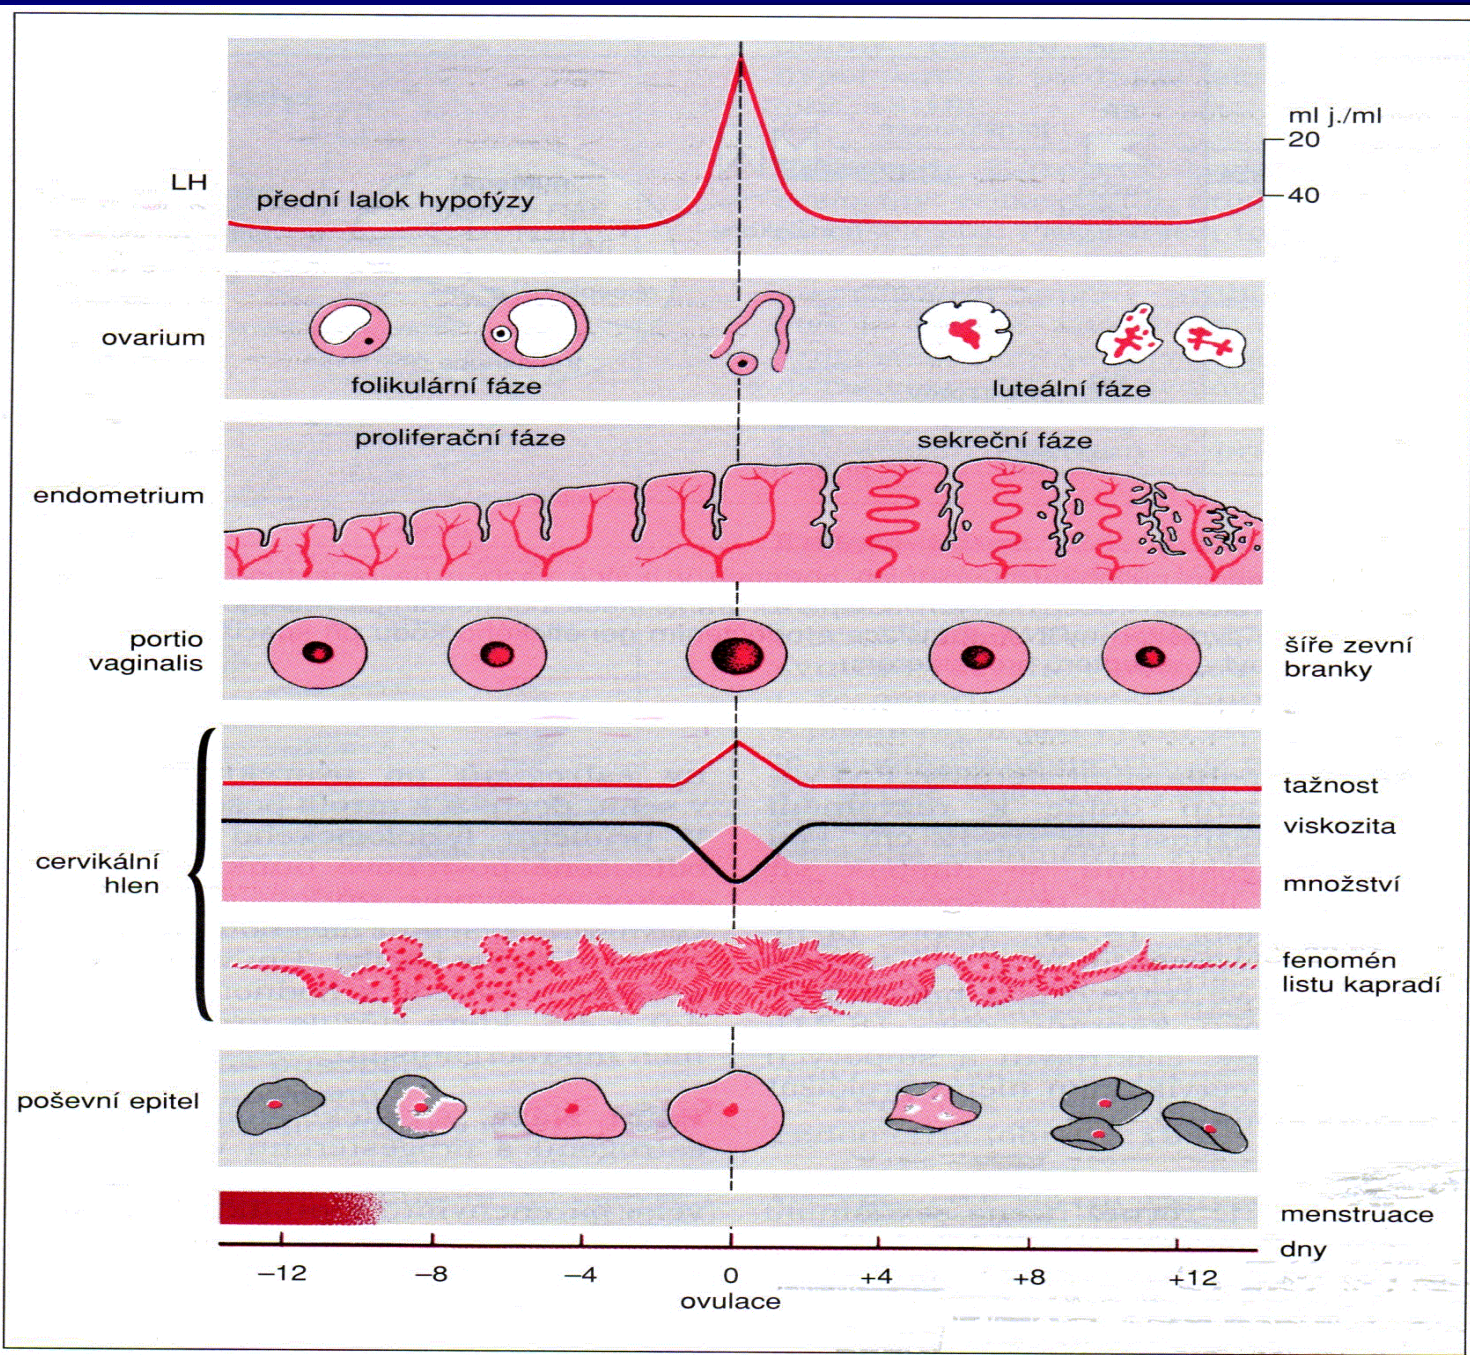 ml j./ml
20
40
LH
přední lalok hypofýzy
ovarium
folikulární fáze
luteální fáze
proliferační fáze
sekreční fáze
endometrium
portio
vaginalis
šíře zevní
branky
tažnost
viskozita
cervikální
hlen
množství
fenomén
listu kapradí
poševní epitel
menstruace
dny
−12
−8
−4
0
+4
+8
+12
ovulace